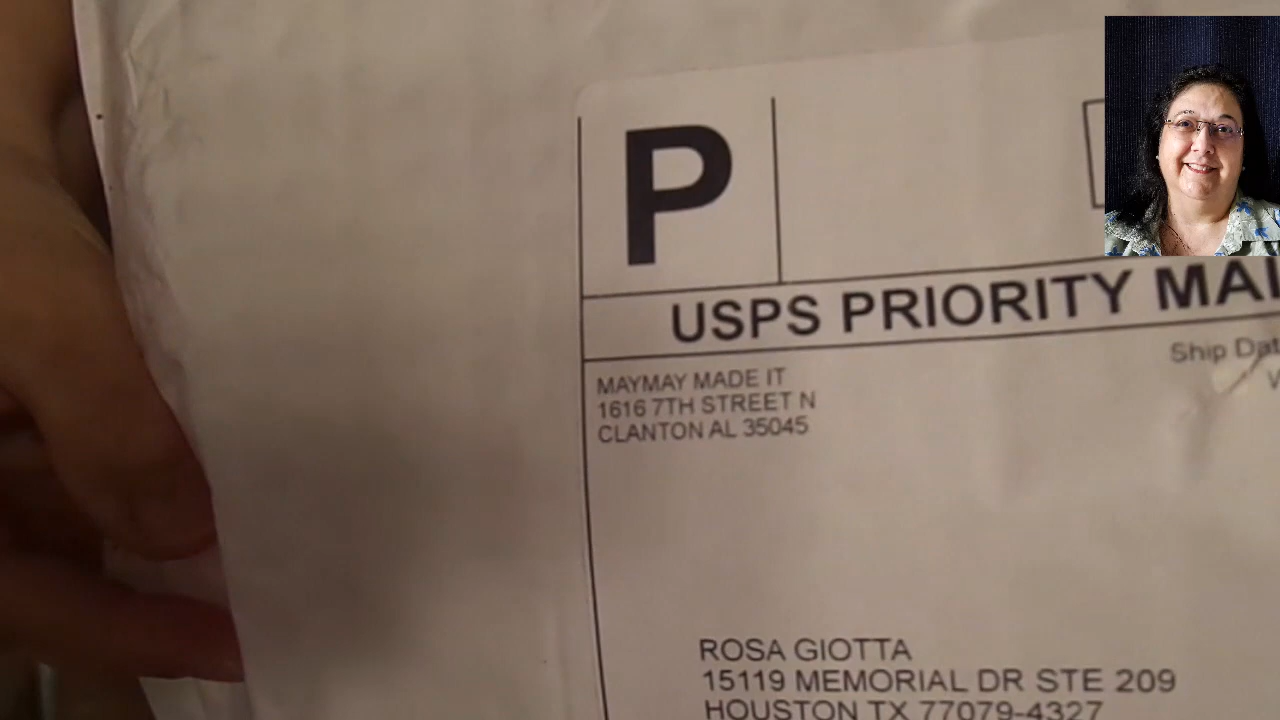 P
USPS PRIORITY MAI
Ship Dat
MAYMAY MADE IT
1616 7TH STREET N
CLANTON AL 35045
ROSA GIOTTA
15119 MEMORIAL DR STE 209
HOUSTON TX 77079-4327